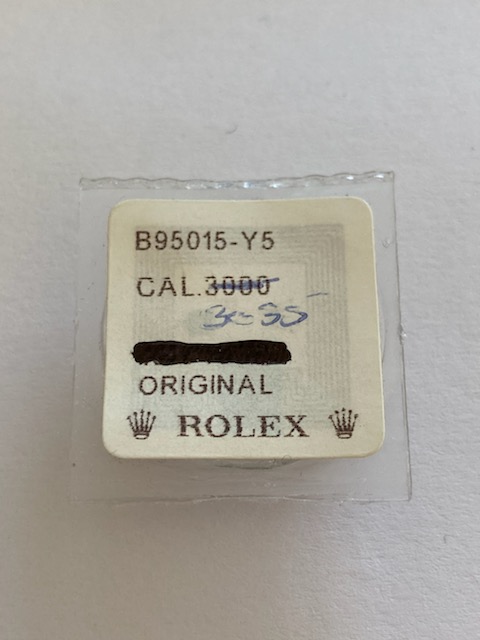 B95015-Y5
CAL.3000
3055
ORIGINAL
ROLEX